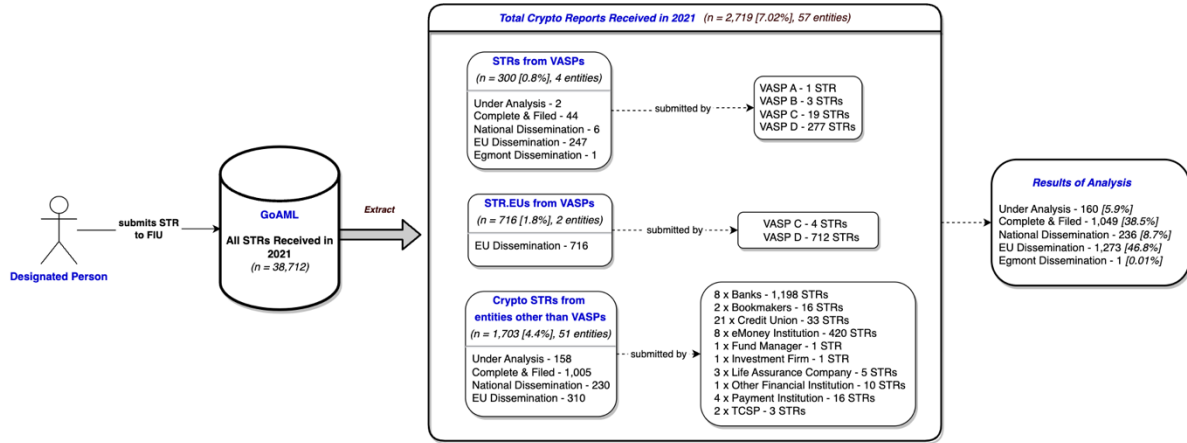 Total Crypto Reports Received in 2021 (n = 2,719 [7.02%], 57 entities)
STRs from VASPs
(n = 300 [0.8%], 4 entities)
Under Analysis - 2
Complete & Filed - 44
National Dissemination - 6
EU Dissemination - 247
Egmont Dissemination - 1
submitted by
VASP A - 1 STR
VASP B - 3 STRs
VASP C - 19 STRs
VASP D - 277 STRs
Designated Person
submits STR
to FIU
GoAML
All STRs Received in
2021
(n = 38,712)
Extract
STR.EUs from VASPs
(n = 716 [1.8%], 2 entities)
EU Dissemination - 716
submitted by
VASP C - 4 STRs
VASP D - 712 STRs
Crypto STRs from
entities other than VASPs
(n = 1,703 [4.4%], 51 entities)
Under Analysis - 158
Complete & Filed - 1,005
National Dissemination - 230
EU Dissemination - 310
submitted by
8 x Banks - 1,198 STRs
2 x Bookmakers - 16 STRs
21 x Credit Union - 33 STRs
8 x eMoney Institution - 420 STRs
1 x Fund Manager - 1 STR
1 x Investment Firm - 1 STR
3 x Life Assurance Company - 5 STRs
1 x Other Financial Institution - 10 STRs
4 x Payment Institution - 16 STRs
2 x TCSP - 3 STRs
Results of Analysis
Under Analysis - 160 [5.9%]
Complete & Filed - 1,049 [38.5%]
National Dissemination - 236 [8.7%]
EU Dissemination - 1,273 [46.8%]
Egmont Dissemination - 1 [0.01%]